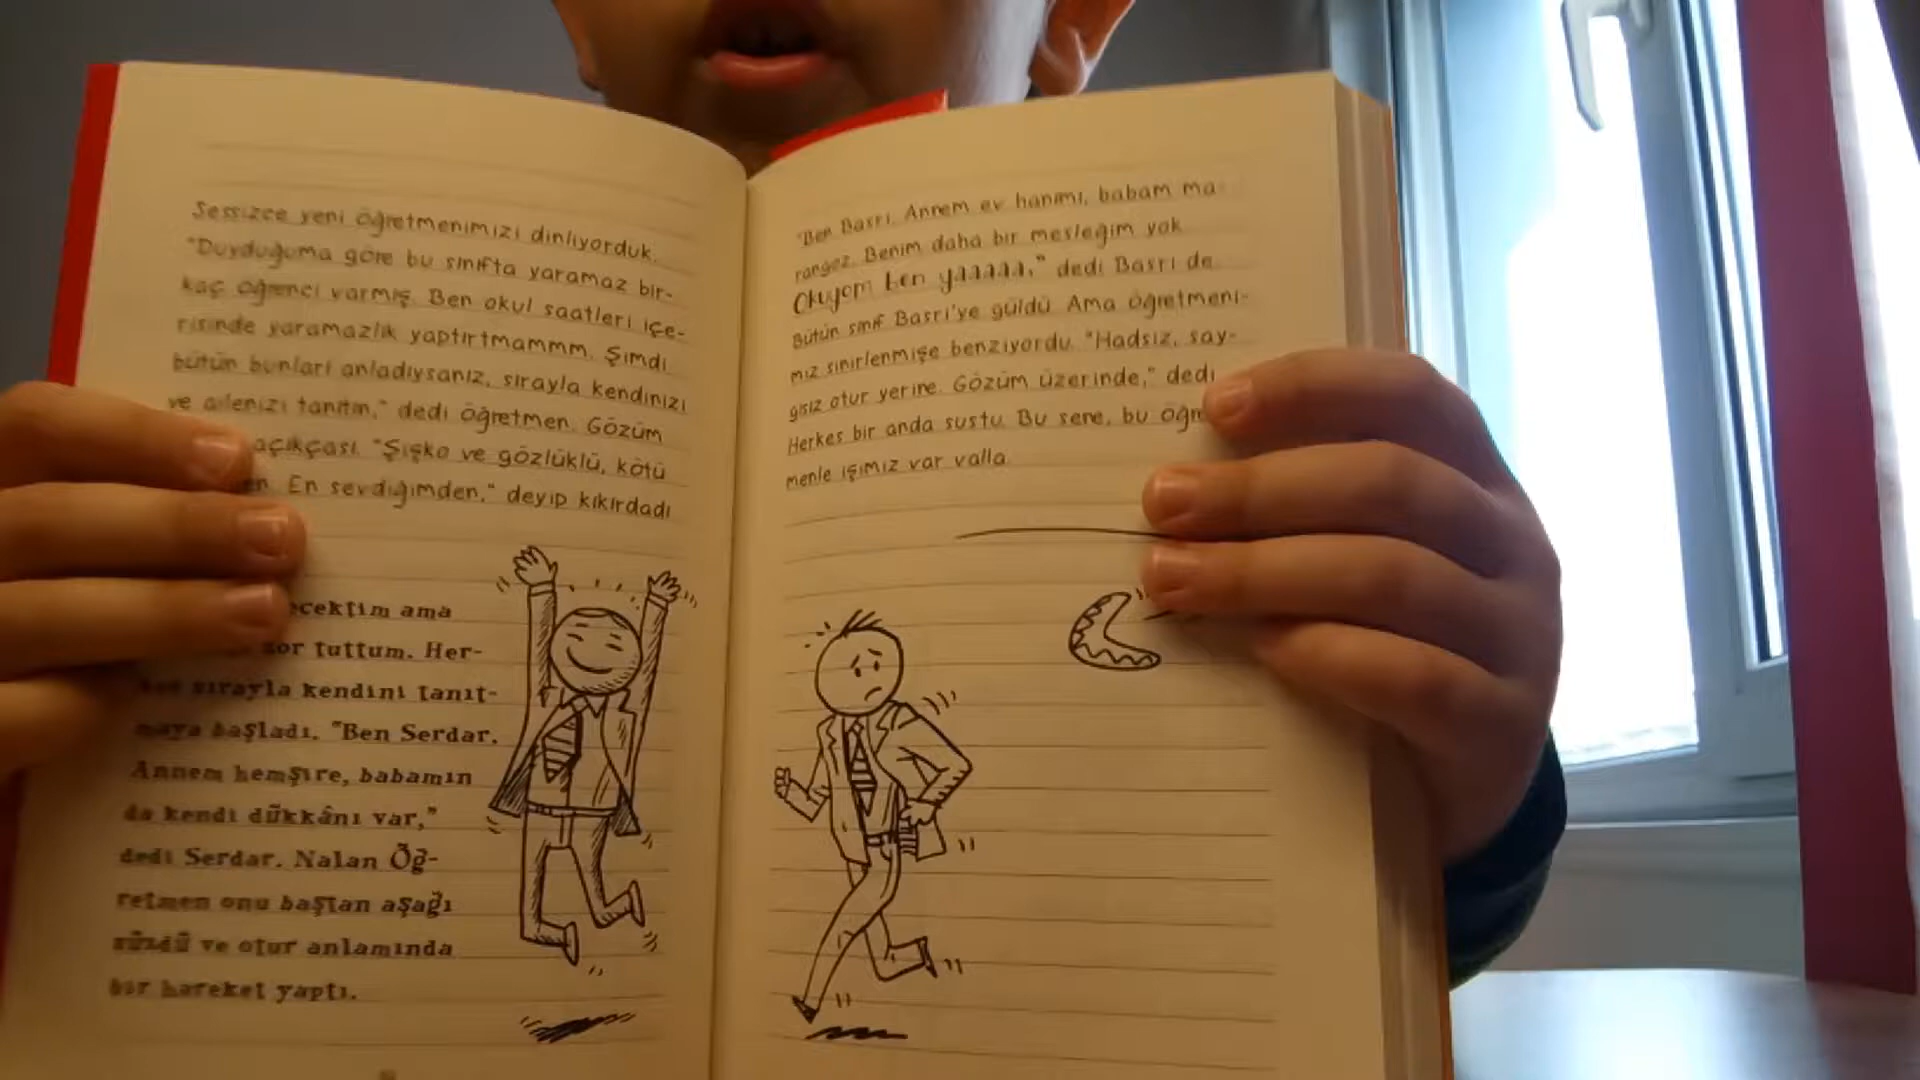 Sessizce yeni öğretmenimizi dinliyorduk.
"Duyduğuma göre bu sınıfta yaramaz bir-
kaç öğrenci varmış. Ben okul saatleri içe-
risinde yaramazlık yaptırtmammm. Şimdi
bütün bunları anladıysanız, sırayla kendinizi
ve ailenizi tanıtın," dedi öğretmen. Gözüm
açıkçası. "Şişko ve gözlüklü, kötü
En sevdiğimden," deyip kıkırdadı
ecektim ama
zor tuttum. Her-
kes sırayla kendini tanıt-
maya başladı. "Ben Serdar.
Annem hemşire, babamın
da kendi dükkânı var,"
dedi Serdar. Nalan Öğ-
retmen onu baştan aşağı
süzdü ve otur anlamında
bir hareket yaptı.
"Ben Basri. Annem ev hanımı, babam ma-
rangoz. Benim daha bir mesleğim yok
Okuyom ben yaaaaa," dedi Basri de.
Bütün sınıf Basri'ye güldü. Ama öğretmeni-
miz sinirlenmişe benziyordu. "Hadsiz, say-
gısız otur yerine. Gözüm üzerinde," dedi
Herkes bir anda sustu. Bu sene, bu öğre
menle işimiz var valla.